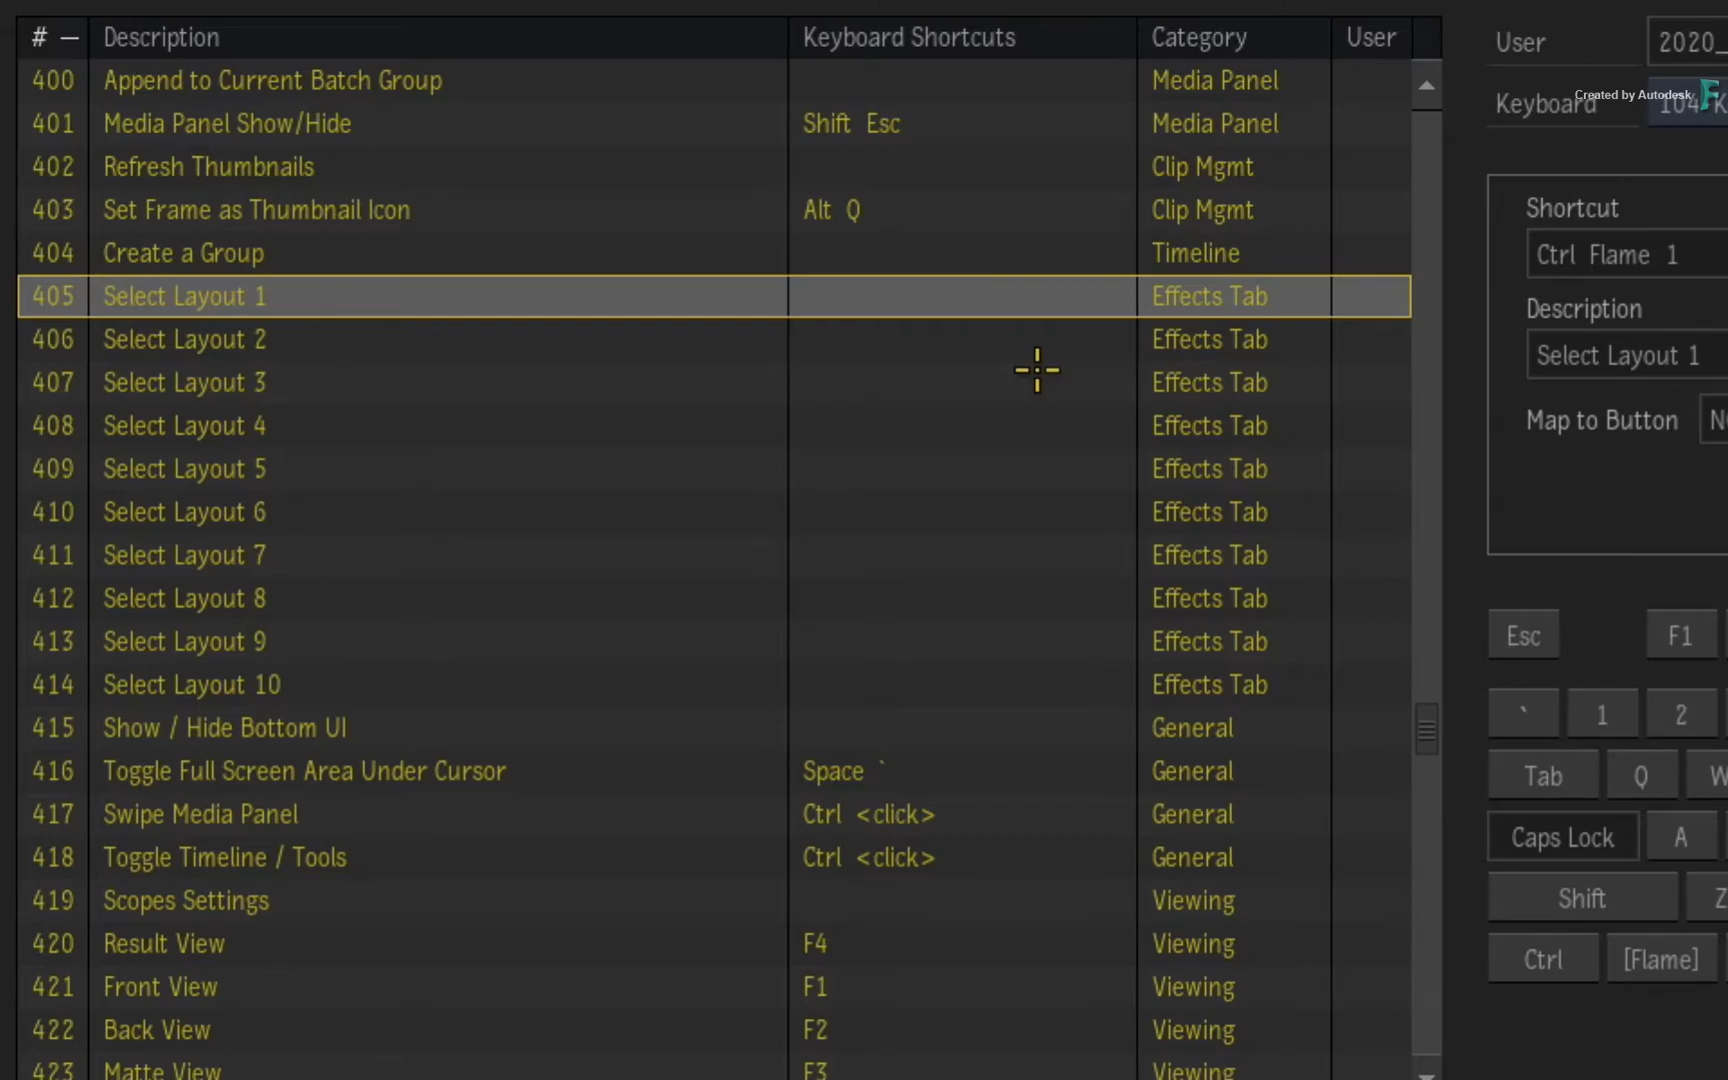 # — Description Keyboard Shortcuts Category User
400 Append to Current Batch Group Media Panel
401 Media Panel Show/Hide Shift Esc Media Panel
402 Refresh Thumbnails Clip Mgmt
403 Set Frame as Thumbnail Icon Alt Q Clip Mgmt
404 Create a Group Timeline
405 Select Layout 1 Effects Tab
406 Select Layout 2 Effects Tab
407 Select Layout 3 Effects Tab
408 Select Layout 4 Effects Tab
409 Select Layout 5 Effects Tab
410 Select Layout 6 Effects Tab
411 Select Layout 7 Effects Tab
412 Select Layout 8 Effects Tab
413 Select Layout 9 Effects Tab
414 Select Layout 10 Effects Tab
415 Show / Hide Bottom UI General
416 Toggle Full Screen Area Under Cursor Space ` General
417 Swipe Media Panel Ctrl <click> General
418 Toggle Timeline / Tools Ctrl <click> General
419 Scopes Settings Viewing
420 Result View F4 Viewing
421 Front View F1 Viewing
422 Back View F2 Viewing
423 Matte View F3 Viewing
User 2020_
Created by Autodesk
Keyboard 104 K
Shortcut
Ctrl Flame 1
Description
Select Layout 1
Map to Button
Esc F1
` 1 2
Tab Q W
Caps Lock A
Shift Z
Ctrl [Flame]